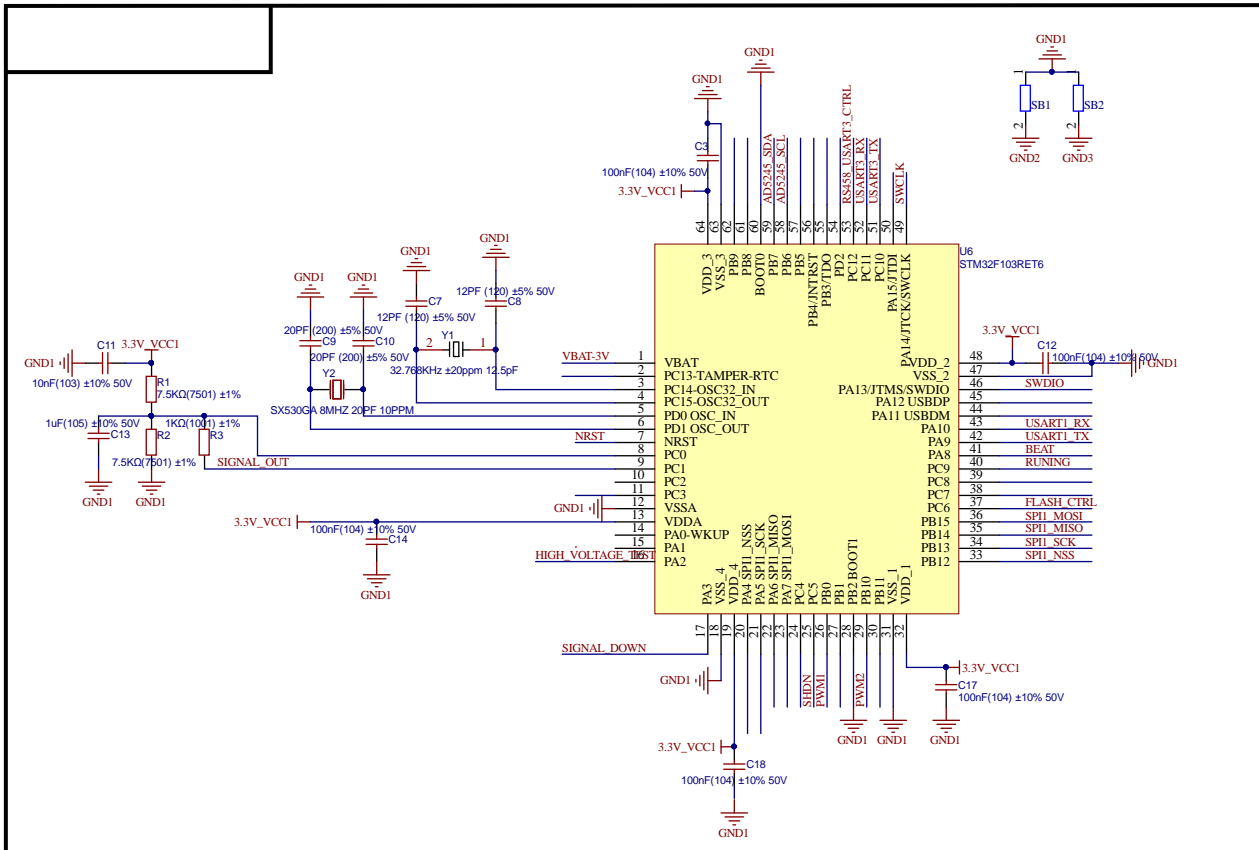 GND1
GND1
1
1
SB1
SB2
2
2
GND2
GND3
C3
100nF(104) ±10% 50V
3.3V_VCC1
AD5245_SDA
AD5245_SCL
RS458_USART3_CTRL
USART3_RX
USART3_TX
SWCLK
64
63
62
61
60
59
58
57
56
55
54
53
52
51
50
49
VDD_3
VSS_3
PB9
PB8
BOOT0
PB7
PB6
PB5
PB4/JNTRST
PB3/TDO
PD2
PC12
PC11
PC10
PA15/JTDI
PA14/JTCK/SWCLK
U6
STM32F103RET6
GND1
GND1
C7
12PF (120) ±5% 50V
C8
12PF (120) ±5% 50V
2
Y1
1
32.768KHz ±20ppm 12.5pf
GND1
GND1
20PF (200) ±5% 50V
C9
C10
20PF (200) ±5% 50V
Y2
SX530GA 8MHZ 20PF 10PPM
C11
3.3V_VCC1
GND1
10nF(103) ±10% 50V
R1
7.5KΩ(7501) ±1%
1uF(105) ±10% 50V
C13
R2
7.5KΩ(7501) ±1%
1KΩ(1001) ±1%
R3
SIGNAL_OUT
GND1
GND1
VBAT-3V
NRST
GND1
3.3V_VCC1
100nF(104) ±10% 50V
C14
GND1
HIGH_VOLTAGE_TEST
1 VBAT
2 PC13-TAMPER-RTC
3 PC14-OSC32_IN
4 PC15-OSC32_OUT
5 PD0 OSC_IN
6 PD1 OSC_OUT
7 NRST
8 PC0
9 PC1
10 PC2
11 PC3
12 VSSA
13 VDDA
14 PA0-WKUP
15 PA1
16 PA2
3.3V_VCC1
C12
100nF(104) ±10% 50V
GND1
VDD_2 48
VSS_2 47
PA13/JTMS/SWDIO 46 SWDIO
PA12 USBDP 45
PA11 USBDM 44
PA10 43 USART1_RX
PA9 42 USART1_TX
PA8 41 BEAT
PC9 40 RUNING
PC8 39
PC7 38
PC6 37 FLASH_CTRL
PB15 36 SPI1_MOSI
PB14 35 SPI1_MISO
PB13 34 SPI1_SCK
PB12 33 SPI1_NSS
PA3
VSS_4
VDD_4
PA4 SPI1_NSS
PA5 SPI1_SCK
PA6 SPI1_MISO
PA7 SPI1_MOSI
PC4
PC5
PB0
PB1
PB2 BOOT1
PB10
PB11
VSS_1
VDD_1
17
18
19
20
21
22
23
24
25
26
27
28
29
30
31
32
SIGNAL_DOWN
GND1
SHDN
PWM1
PWM2
GND1
GND1
3.3V_VCC1
C17
100nF(104) ±10% 50V
GND1
3.3V_VCC1
C18
100nF(104) ±10% 50V
GND1